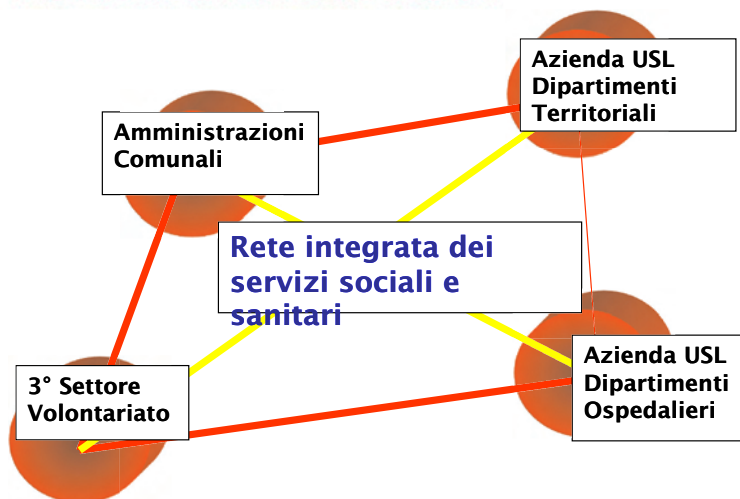 Azienda USL
Dipartimenti
Territoriali
Amministrazioni
Comunali
Rete integrata dei
servizi sociali e
sanitari
3° Settore
Volontariato
Azienda USL
Dipartimenti
Ospedalieri